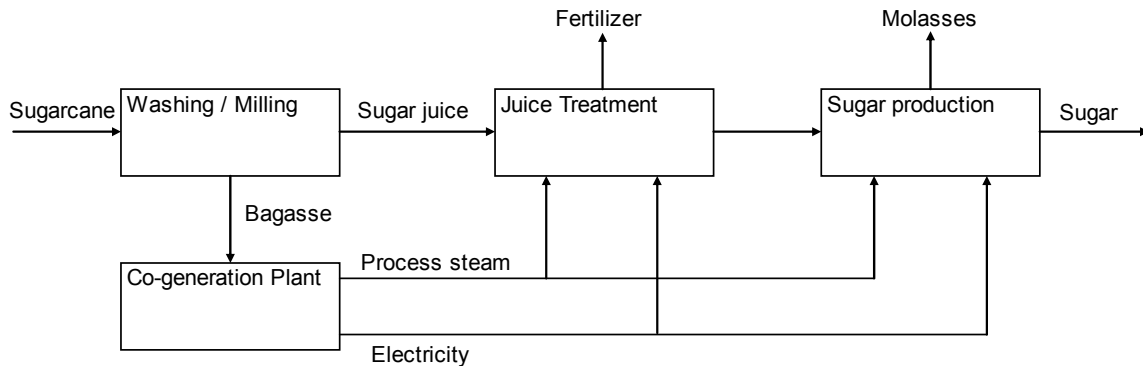 Fertilizer
Molasses
Sugarcane
Washing / Milling
Sugar juice
Juice Treatment
Sugar production
Sugar
Bagasse
Co-generation Plant
Process steam
Electricity